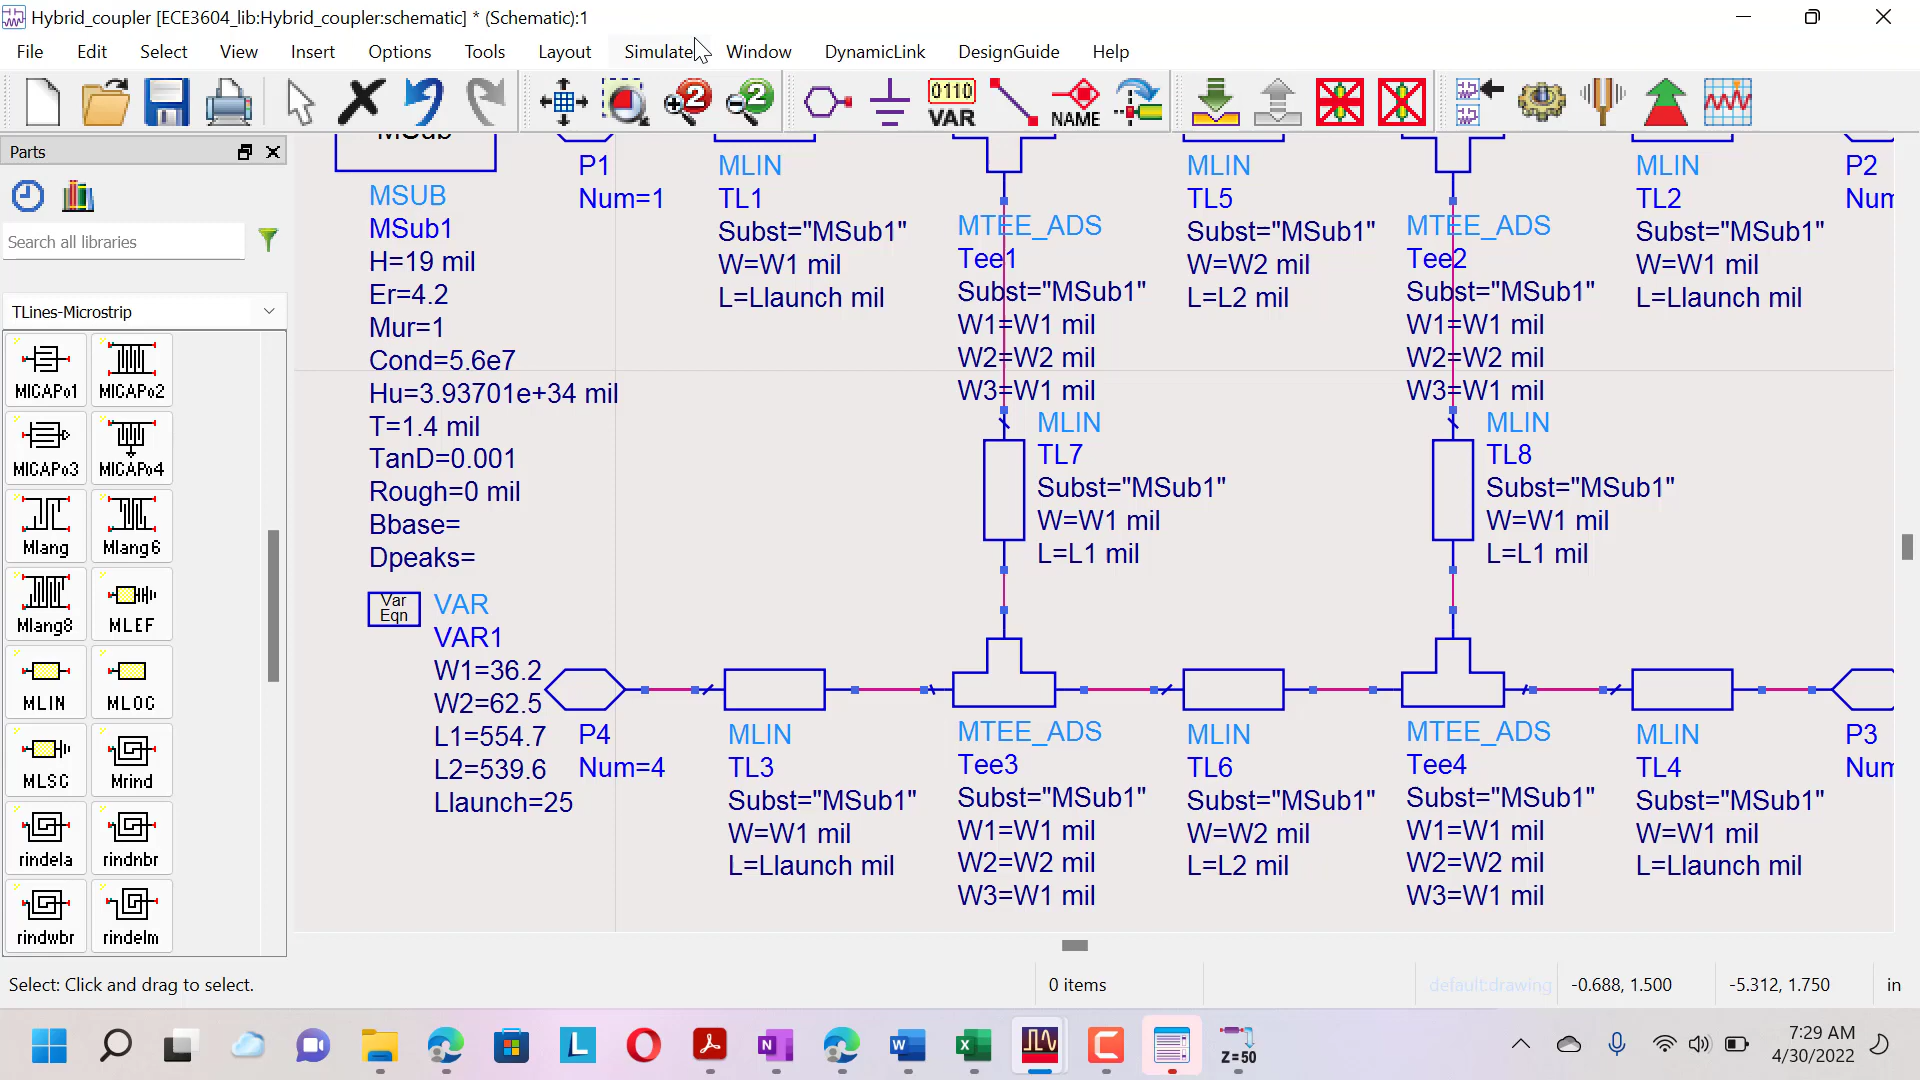 Hybrid_coupler [ECE3604_lib:Hybrid_coupler:schematic] * (Schematic):1
File Edit Select View Insert Options Tools Layout Simulate Window DynamicLink DesignGuide Help
2 2 0110 VAR NAME
Parts
Search all libraries
TLines-Microstrip
MICAPo1 MICAPo2
MICAPo3 MICAPo4
Mlang Mlang6
Mlang8 MLEF
MLIN MLOC
MLSC Mrind
rindela rindnbr
rindwbr rindelm
MSub
MSUB
MSub1
H=19 mil
Er=4.2
Mur=1
Cond=5.6e7
Hu=3.93701e+34 mil
T=1.4 mil
TanD=0.001
Rough=0 mil
Bbase=
Dpeaks=
Var
Eqn
VAR
VAR1
W1=36.2
W2=62.5
L1=554.7
L2=539.6
Llaunch=25
P1
Num=1
MLIN
TL1
Subst="MSub1"
W=W1 mil
L=Llaunch mil
MTEE_ADS
Tee1
Subst="MSub1"
W1=W1 mil
W2=W2 mil
W3=W1 mil
MLIN
TL5
Subst="MSub1"
W=W2 mil
L=L2 mil
MTEE_ADS
Tee2
Subst="MSub1"
W1=W1 mil
W2=W2 mil
W3=W1 mil
MLIN
TL2
Subst="MSub1"
W=W1 mil
L=Llaunch mil
P2
Num
MLIN
TL7
Subst="MSub1"
W=W1 mil
L=L1 mil
MLIN
TL8
Subst="MSub1"
W=W1 mil
L=L1 mil
P4
Num=4
MLIN
TL3
Subst="MSub1"
W=W1 mil
L=Llaunch mil
MTEE_ADS
Tee3
Subst="MSub1"
W1=W1 mil
W2=W2 mil
W3=W1 mil
MLIN
TL6
Subst="MSub1"
W=W2 mil
L=L2 mil
MTEE_ADS
Tee4
Subst="MSub1"
W1=W1 mil
W2=W2 mil
W3=W1 mil
MLIN
TL4
Subst="MSub1"
W=W1 mil
L=Llaunch mil
P3
Num
Select: Click and drag to select. 0 items default:drawing -0.688, 1.500 -5.312, 1.750 in
L N W X C Z=50
7:29 AM
4/30/2022